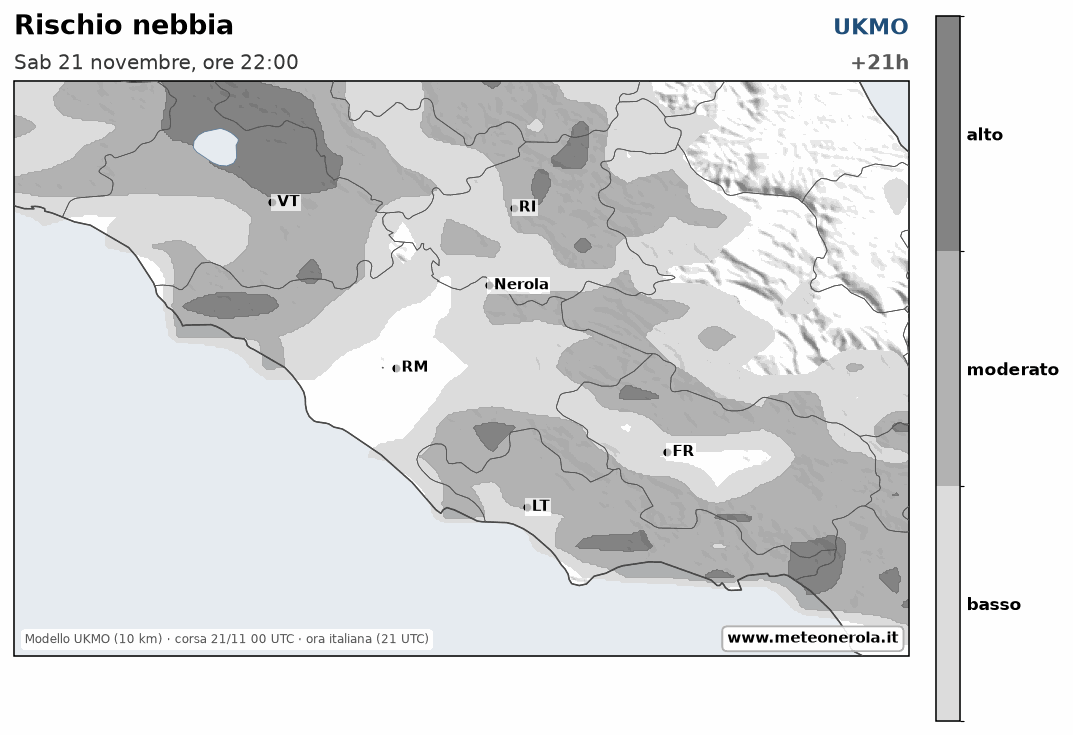 Rischio nebbia
UKMO
Sab 21 novembre, ore 22:00
+21h
alto
VT
RI
Nerola
moderato
RM
FR
LT
basso
Modello UKMO (10 km) · corsa 21/11 00 UTC · ora italiana (21 UTC)
www.meteonerola.it